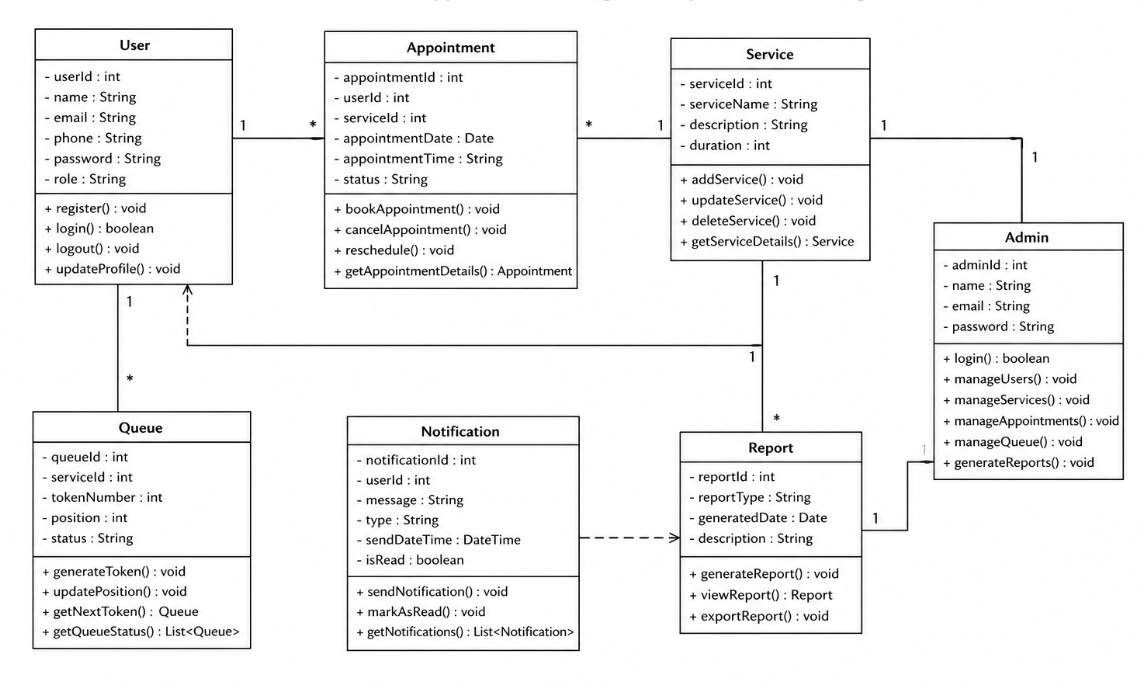 User
- userId : int
- name : String
- email : String
- phone : String
- password : String
- role : String
+ register() : void
+ login() : boolean
+ logout() : void
+ updateProfile() : void
1
*
Appointment
- appointmentId : int
- userId : int
- serviceId : int
- appointmentDate : Date
- appointmentTime : String
- status : String
+ bookAppointment() : void
+ cancelAppointment() : void
+ reschedule() : void
+ getAppointmentDetails() : Appointment
*
1
Service
- serviceId : int
- serviceName : String
- description : String
- duration : int
+ addService() : void
+ updateService() : void
+ deleteService() : void
+ getServiceDetails() : Service
1
1
Admin
- adminId : int
- name : String
- email : String
- password : String
+ login() : boolean
+ manageUsers() : void
+ manageServices() : void
+ manageAppointments() : void
+ manageQueue() : void
+ generateReports() : void
1
*
1
1
*
Queue
- queueId : int
- serviceId : int
- tokenNumber : int
- position : int
- status : String
+ generateToken() : void
+ updatePosition() : void
+ getNextToken() : Queue
+ getQueueStatus() : List<Queue>
Notification
- notificationId : int
- userId : int
- message : String
- type : String
- sendDateTime : DateTime
- isRead : boolean
+ sendNotification() : void
+ markAsRead() : void
+ getNotifications() : List<Notification>
Report
- reportId : int
- reportType : String
- generatedDate : Date
- description : String
+ generateReport() : void
+ viewReport() : Report
+ exportReport() : void
1
1